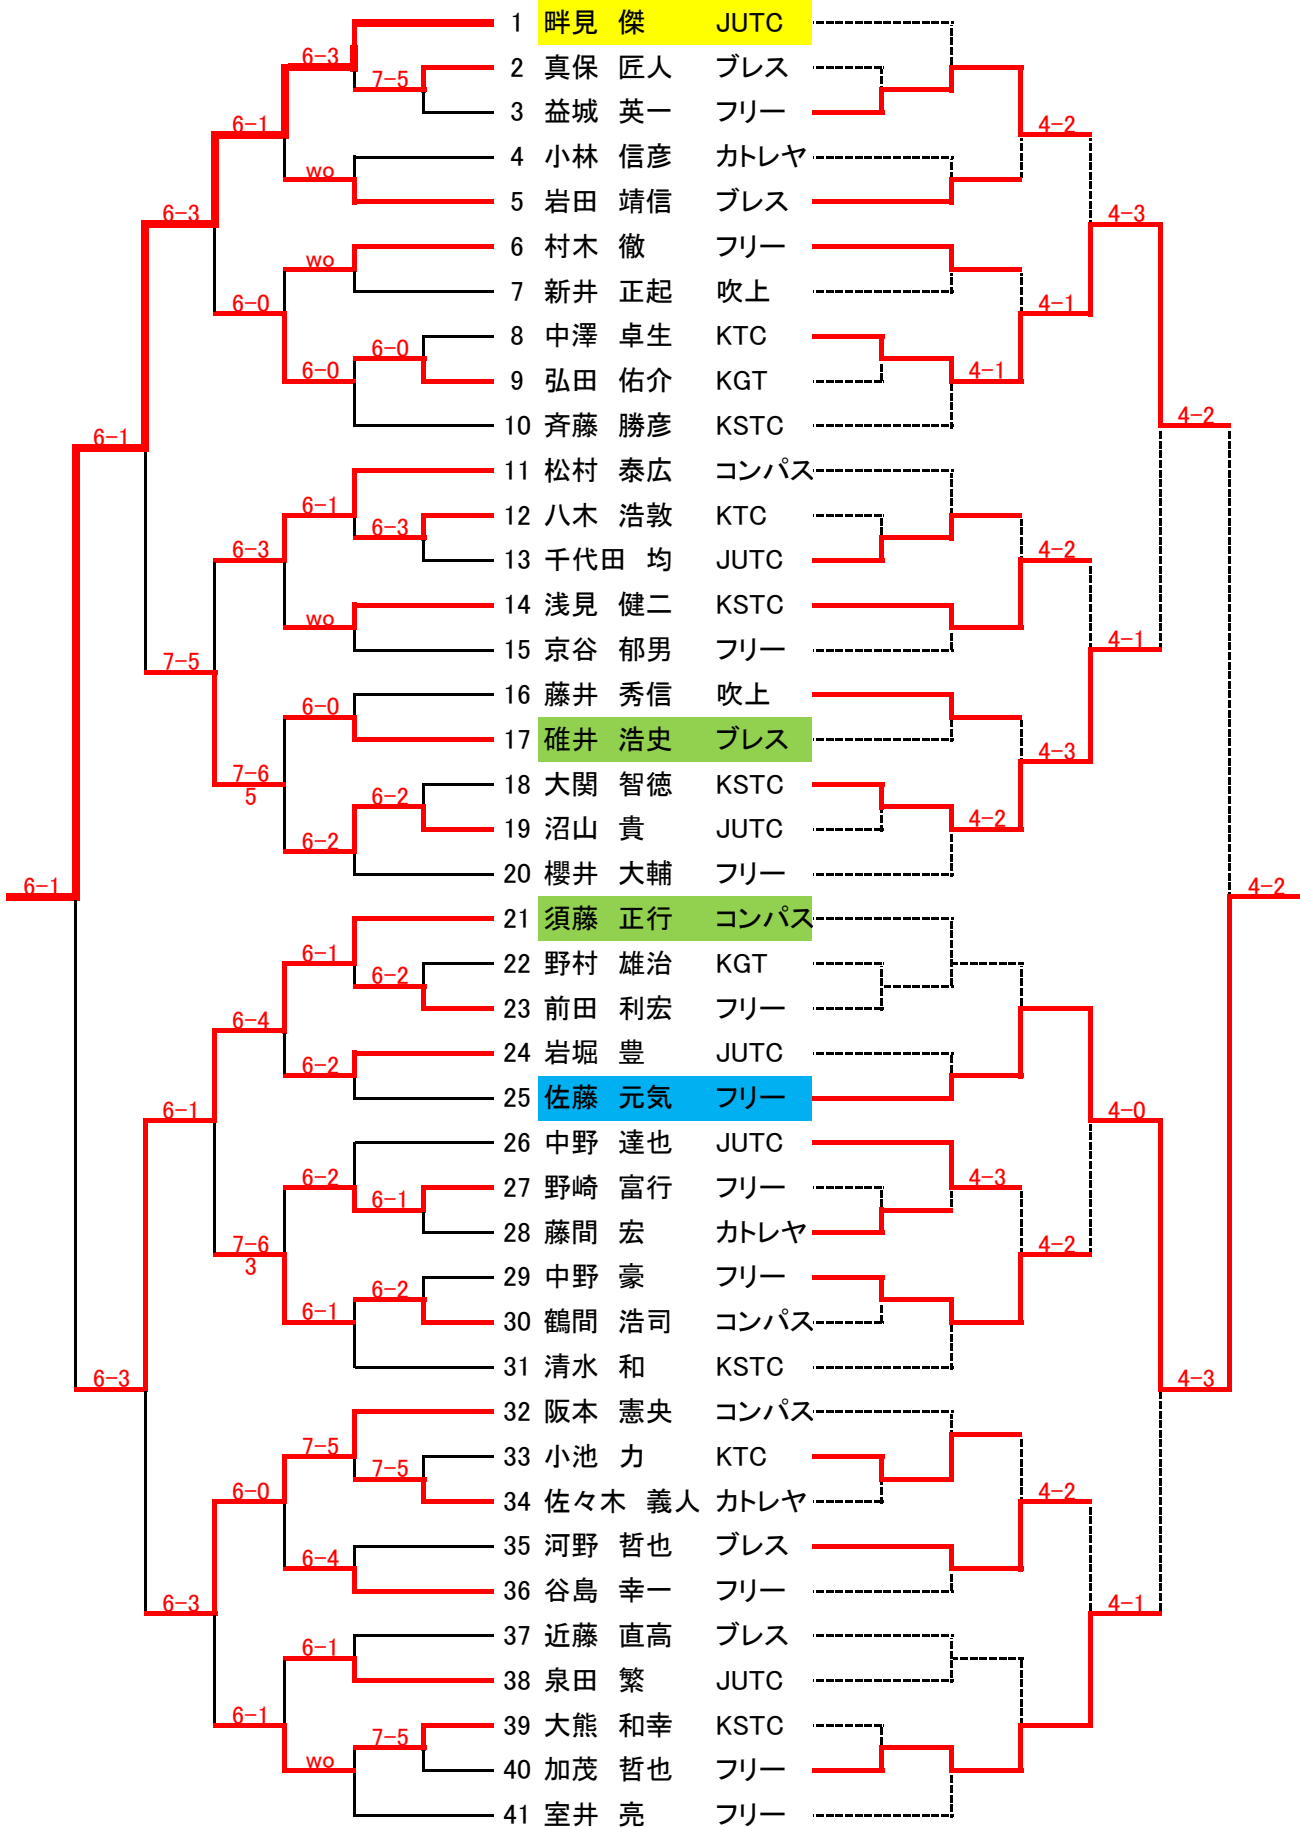 1 畔見 傑 JUTC
6-3
7-5 2 真保 匠人 ブレス
3 益城 英一 フリー
6-1 4-2
4 小林 信彦 カトレヤ
wo
5 岩田 靖信 ブレス
6-3 4-3
6 村木 徹 フリー
wo
7 新井 正起 吹上
6-0 4-1
8 中澤 卓生 KTC
6-0
6-0 9 弘田 佑介 KGT 4-1
10 斉藤 勝彦 KSTC 4-2
6-1
11 松村 泰広 コンパス
6-1
12 八木 浩敦 KTC
6-3
6-3 13 千代田 均 JUTC 4-2
14 浅見 健二 KSTC
wo
15 京谷 郁男 フリー 4-1
7-5
16 藤井 秀信 吹上
6-0
17 碓井 浩史 ブレス
4-3
7-6 18 大関 智徳 KSTC
5 6-2
19 沼山 貴 JUTC 4-2
6-2
20 櫻井 大輔 フリー
6-1 4-2
21 須藤 正行 コンパス
6-1
22 野村 雄治 KGT
6-2
23 前田 利宏 フリー
6-4
24 岩堀 豊 JUTC
6-2
25 佐藤 元気 フリー
6-1 4-0
26 中野 達也 JUTC
6-2 4-3
6-1 27 野崎 富行 フリー
28 藤間 宏 カトレヤ
7-6 4-2
3 29 中野 豪 フリー
6-2
6-1 30 鶴間 浩司 コンパス
31 清水 和 KSTC
6-3 4-3
32 阪本 憲央 コンパス
7-5
33 小池 力 KTC
7-5
6-0 34 佐々木 義人 カトレヤ 4-2
35 河野 哲也 ブレス
6-4
36 谷島 幸一 フリー
6-3 4-1
37 近藤 直高 ブレス
6-1
38 泉田 繁 JUTC
6-1
39 大熊 和幸 KSTC
7-5
wo 40 加茂 哲也 フリー
41 室井 亮 フリー